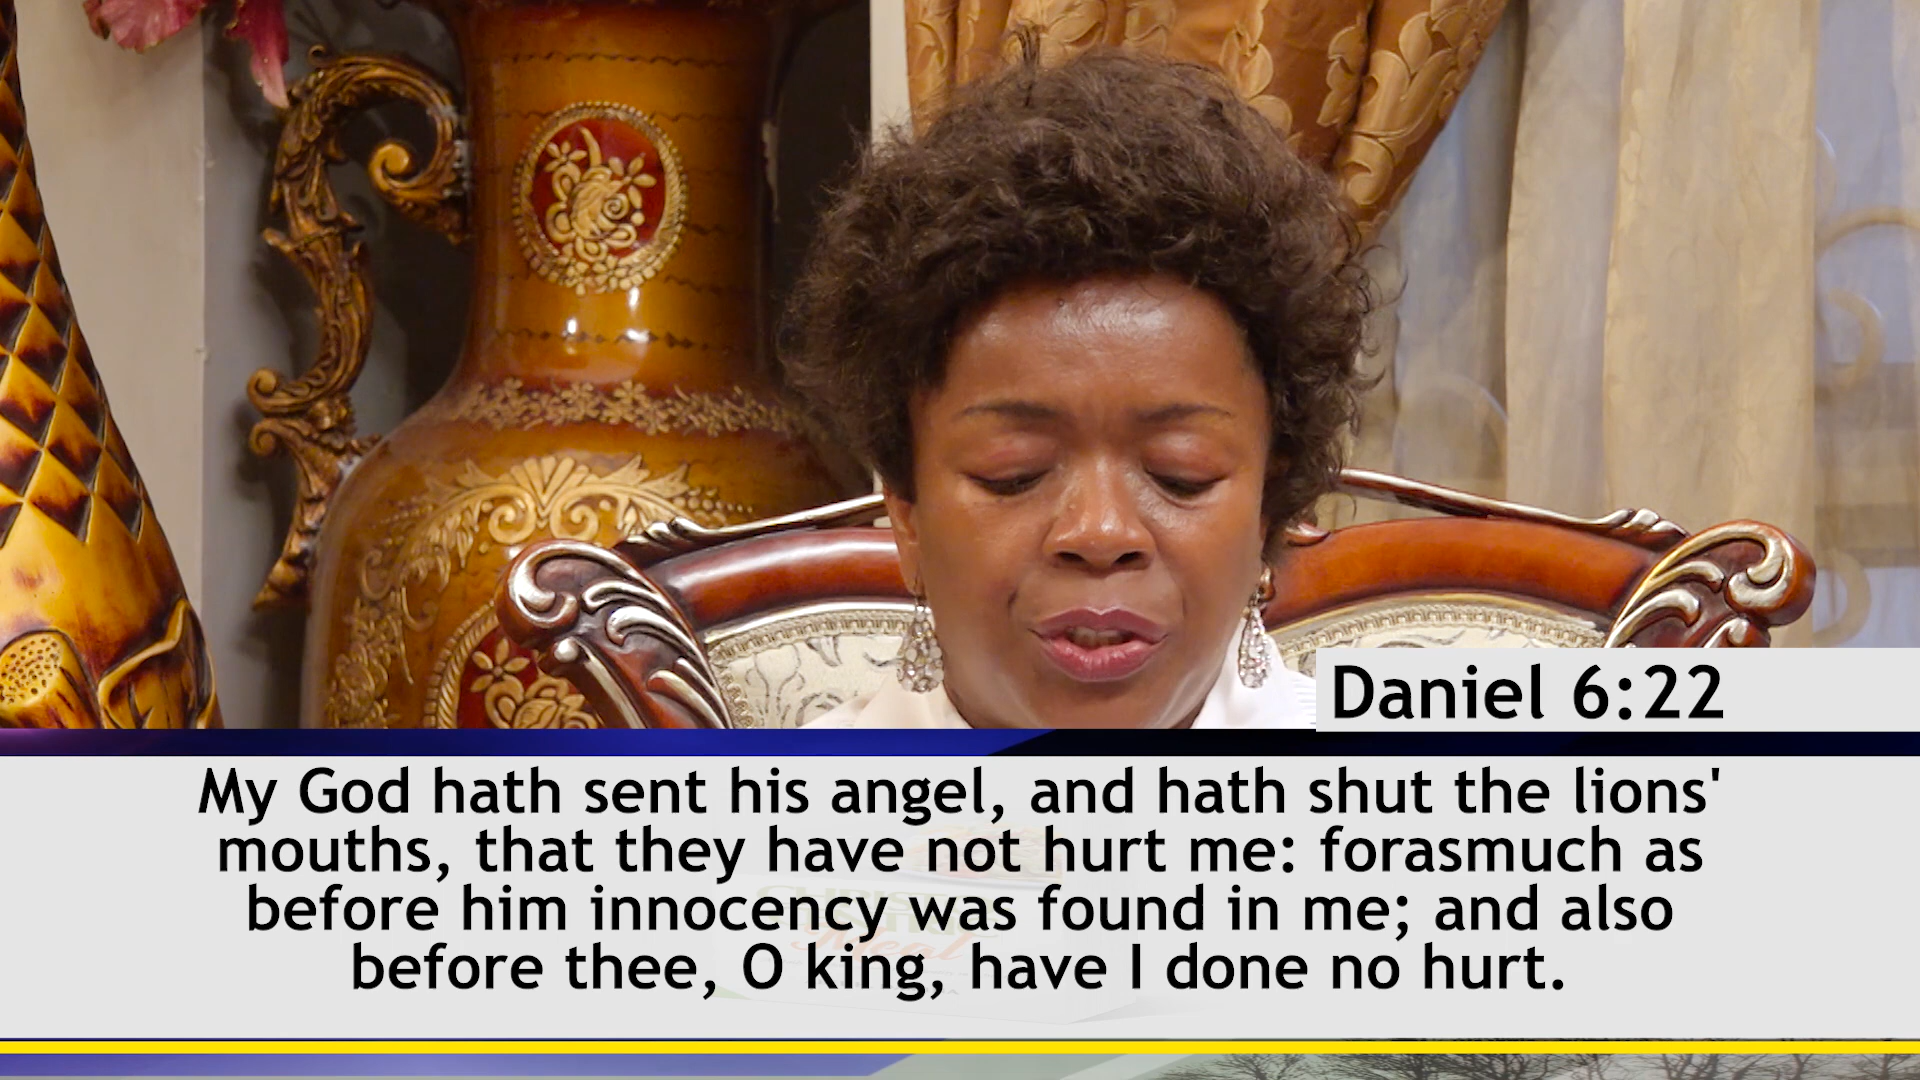 Daniel 6:22
My God hath sent his angel, and hath shut the lions'
mouths, that they have not hurt me: forasmuch as
before him innocency was found in me; and also
before thee, O king, have I done no hurt.
Meal